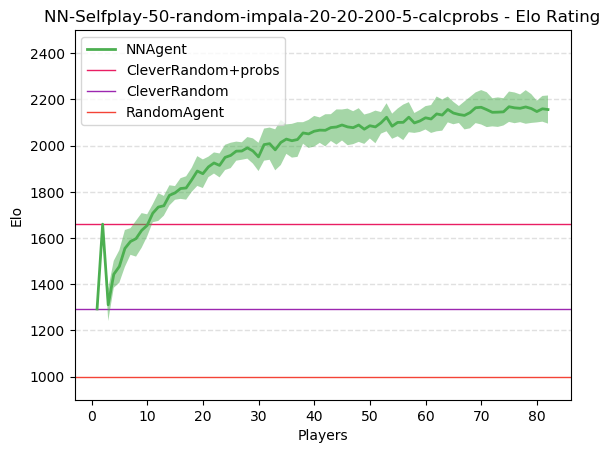 NN-Selfplay-50-random-impala-20-20-200-5-calcprobs - Elo Rating
NNAgent
CleverRandom+probs
CleverRandom
RandomAgent
2400
2200
2000
1800
1600
1400
1200
1000
Elo
0 10 20 30 40 50 60 70 80
Players